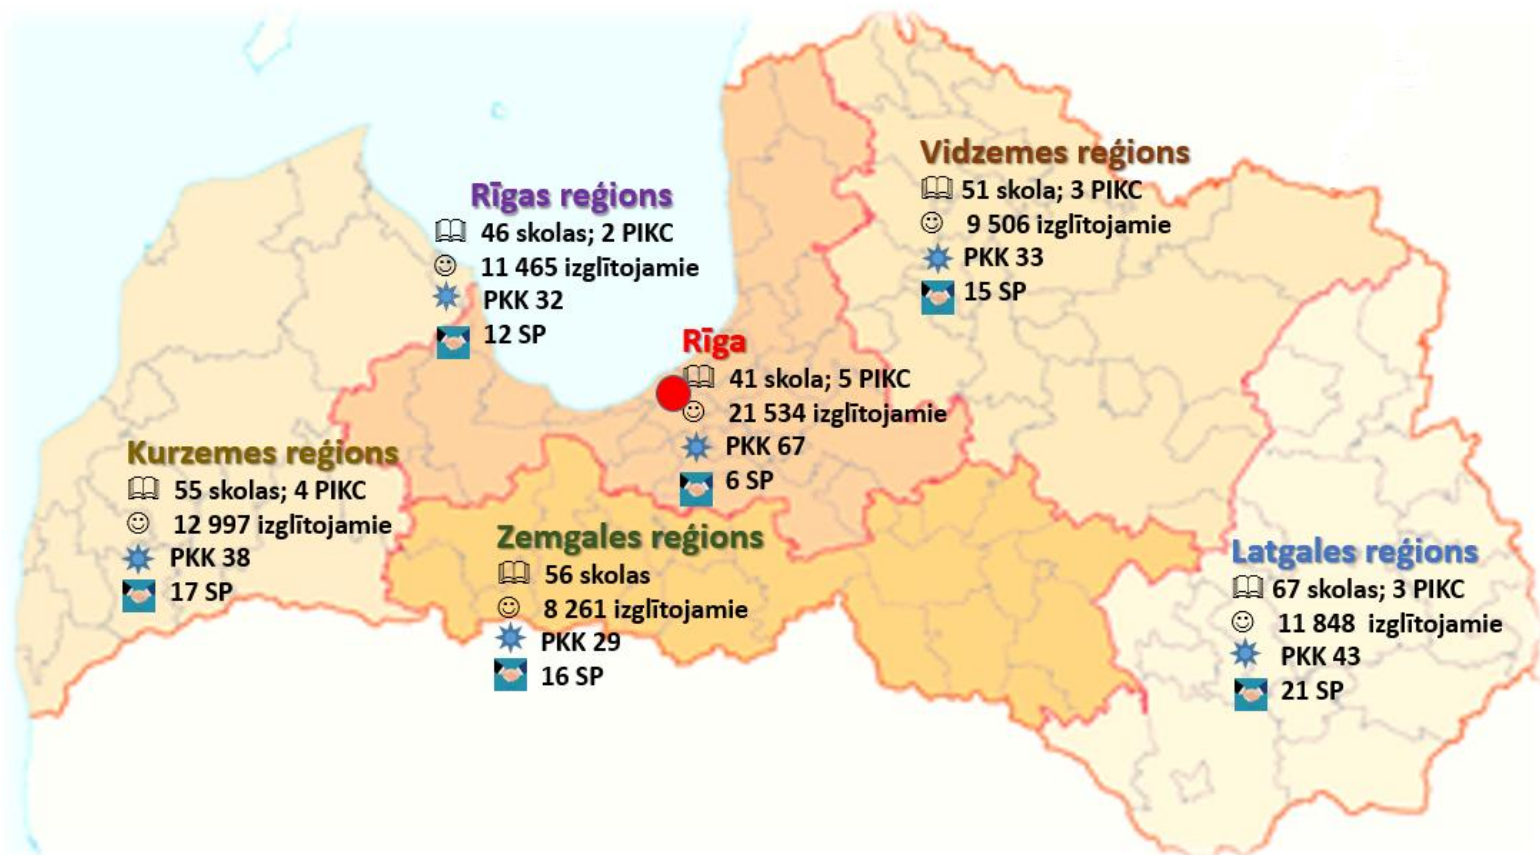 Vidzemes reģions
51 skola; 3 PIKC
9 506 izglītojamie
PKK 33
15 SP
Rīgas reģions
46 skolas; 2 PIKC
11 465 izglītojamie
PKK 32
12 SP
Rīga
41 skola; 5 PIKC
21 534 izglītojamie
PKK 67
6 SP
Kurzemes reģions
55 skolas; 4 PIKC
12 997 izglītojamie
PKK 38
17 SP
Zemgales reģions
56 skolas
8 261 izglītojamie
PKK 29
16 SP
Latgales reģions
67 skolas; 3 PIKC
11 848 izglītojamie
PKK 43
21 SP